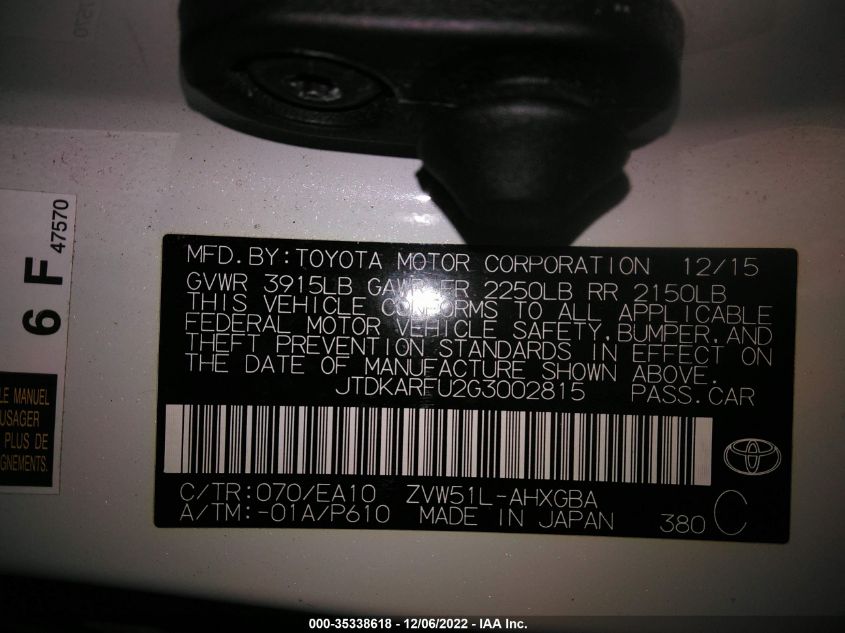 6 F
47570
LE MANUEL
USAGER
PLUS DE
GNEMENTS.
MFD. BY: TOYOTA MOTOR CORPORATION 12/15
GVWR 3915LB GAWR FR 2250LB RR 2150LB
THIS VEHICLE CONFORMS TO ALL APPLICABLE
FEDERAL MOTOR VEHICLE SAFETY, BUMPER, AND
THEFT PREVENTION STANDARDS IN EFFECT ON
THE DATE OF MANUFACTURE SHOWN ABOVE.
JTDKARFU2G3002815 PASS.CAR
C/TR: 070/EA10 ZVW51L-AHXGBA
A/TM: -01A/P610 MADE IN JAPAN 380 C
000-35338618 - 12/06/2022 - IAA Inc.